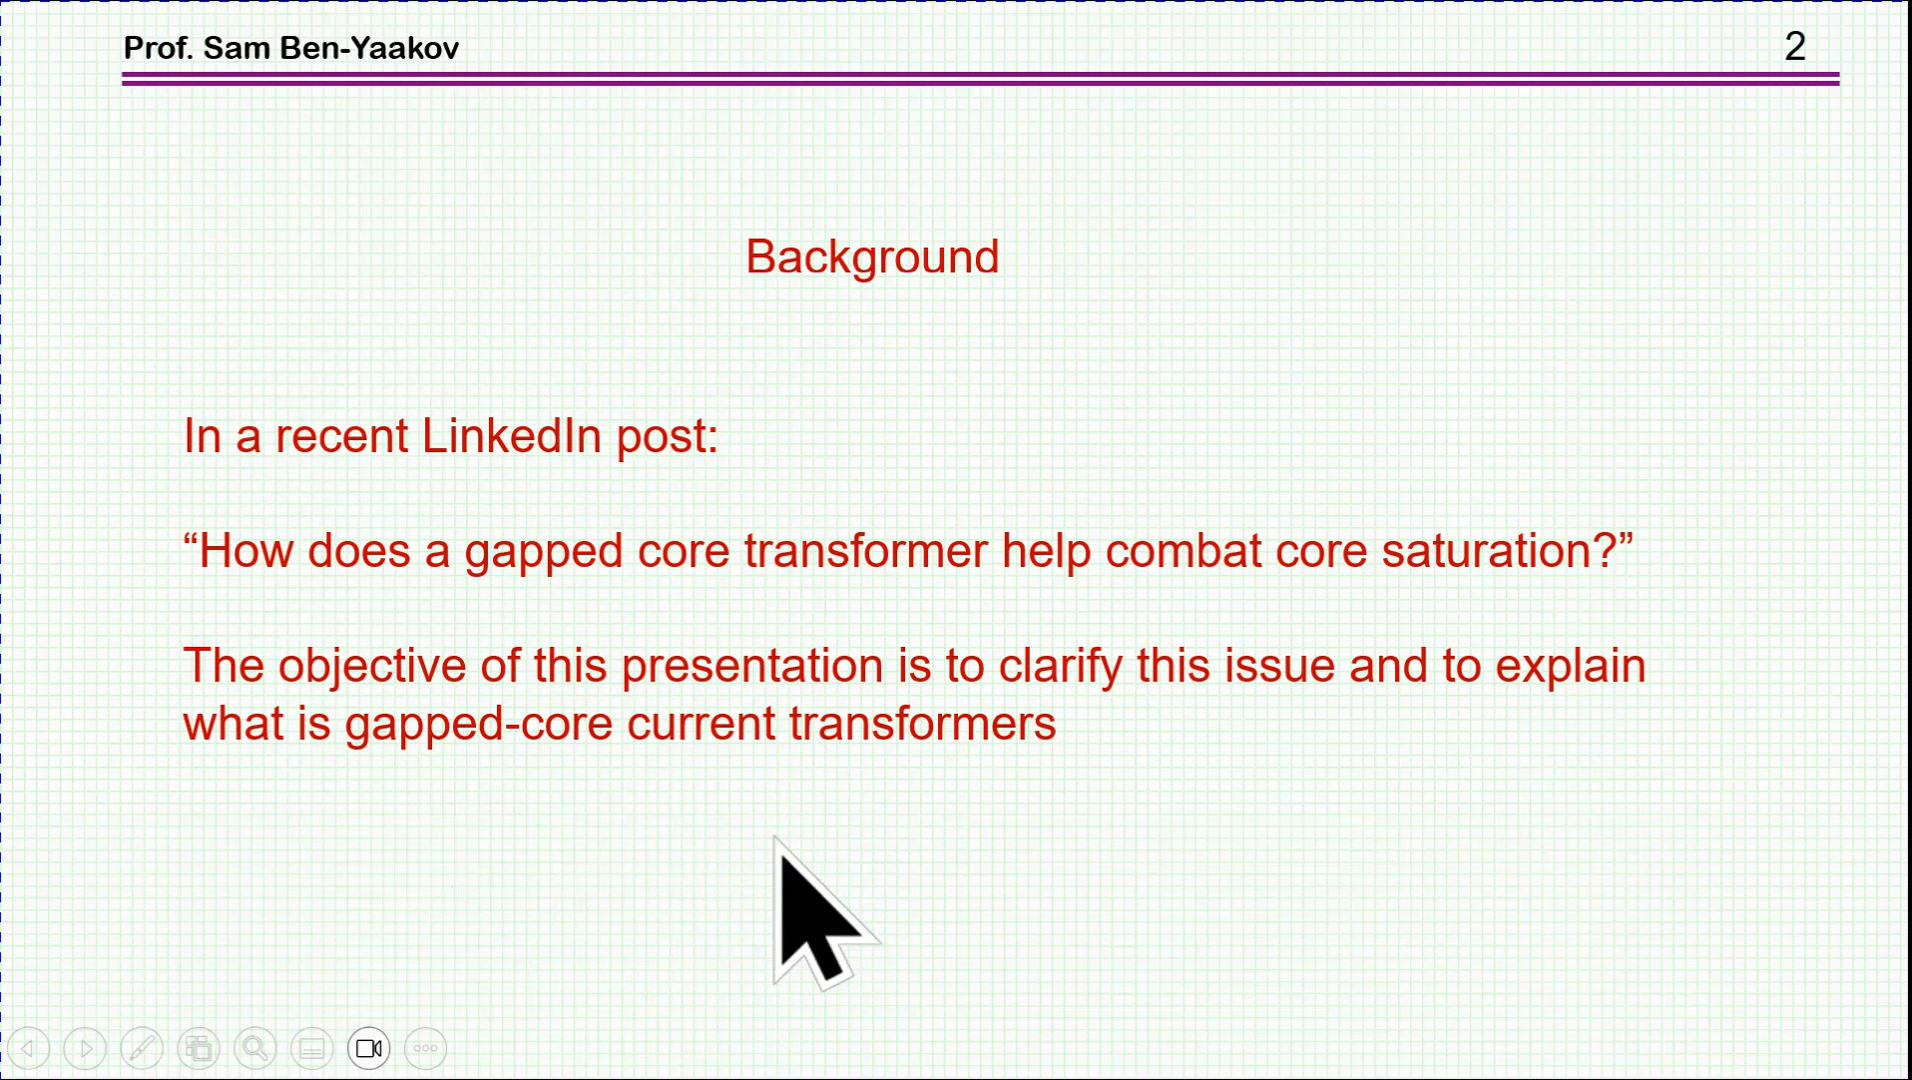 Prof. Sam Ben-Yaakov
2
Background
In a recent LinkedIn post:
“How does a gapped core transformer help combat core saturation?”
The objective of this presentation is to clarify this issue and to explain
what is gapped-core current transformers